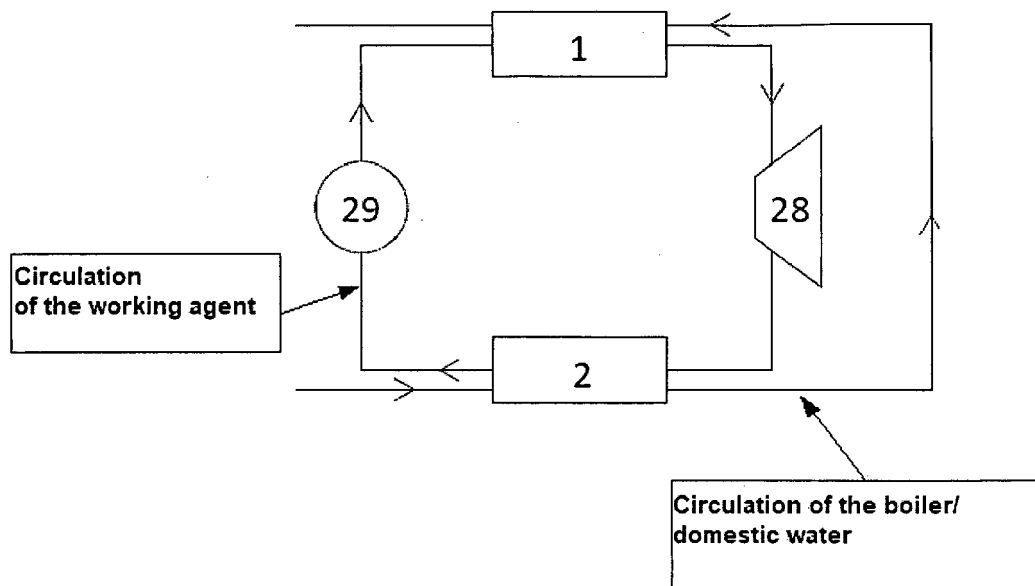 1
29
28
Circulation
of the working agent
2
Circulation of the boiler/
domestic water